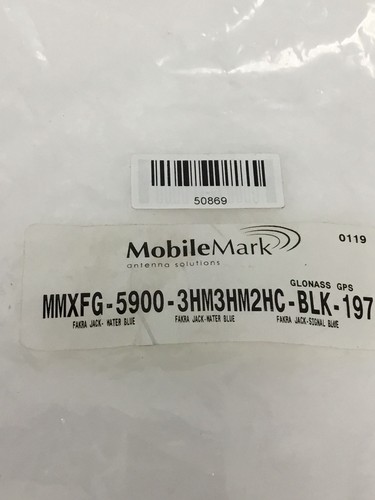 50869
MobileMark
antenna solutions
0119
GLONASS GPS
MMXFG-5900-3HM3HM2HC-BLK-197
FAKRA JACK-WATER BLUE FAKRA JACK-WATER BLUE FAKRA JACK-SIGNAL BLUE